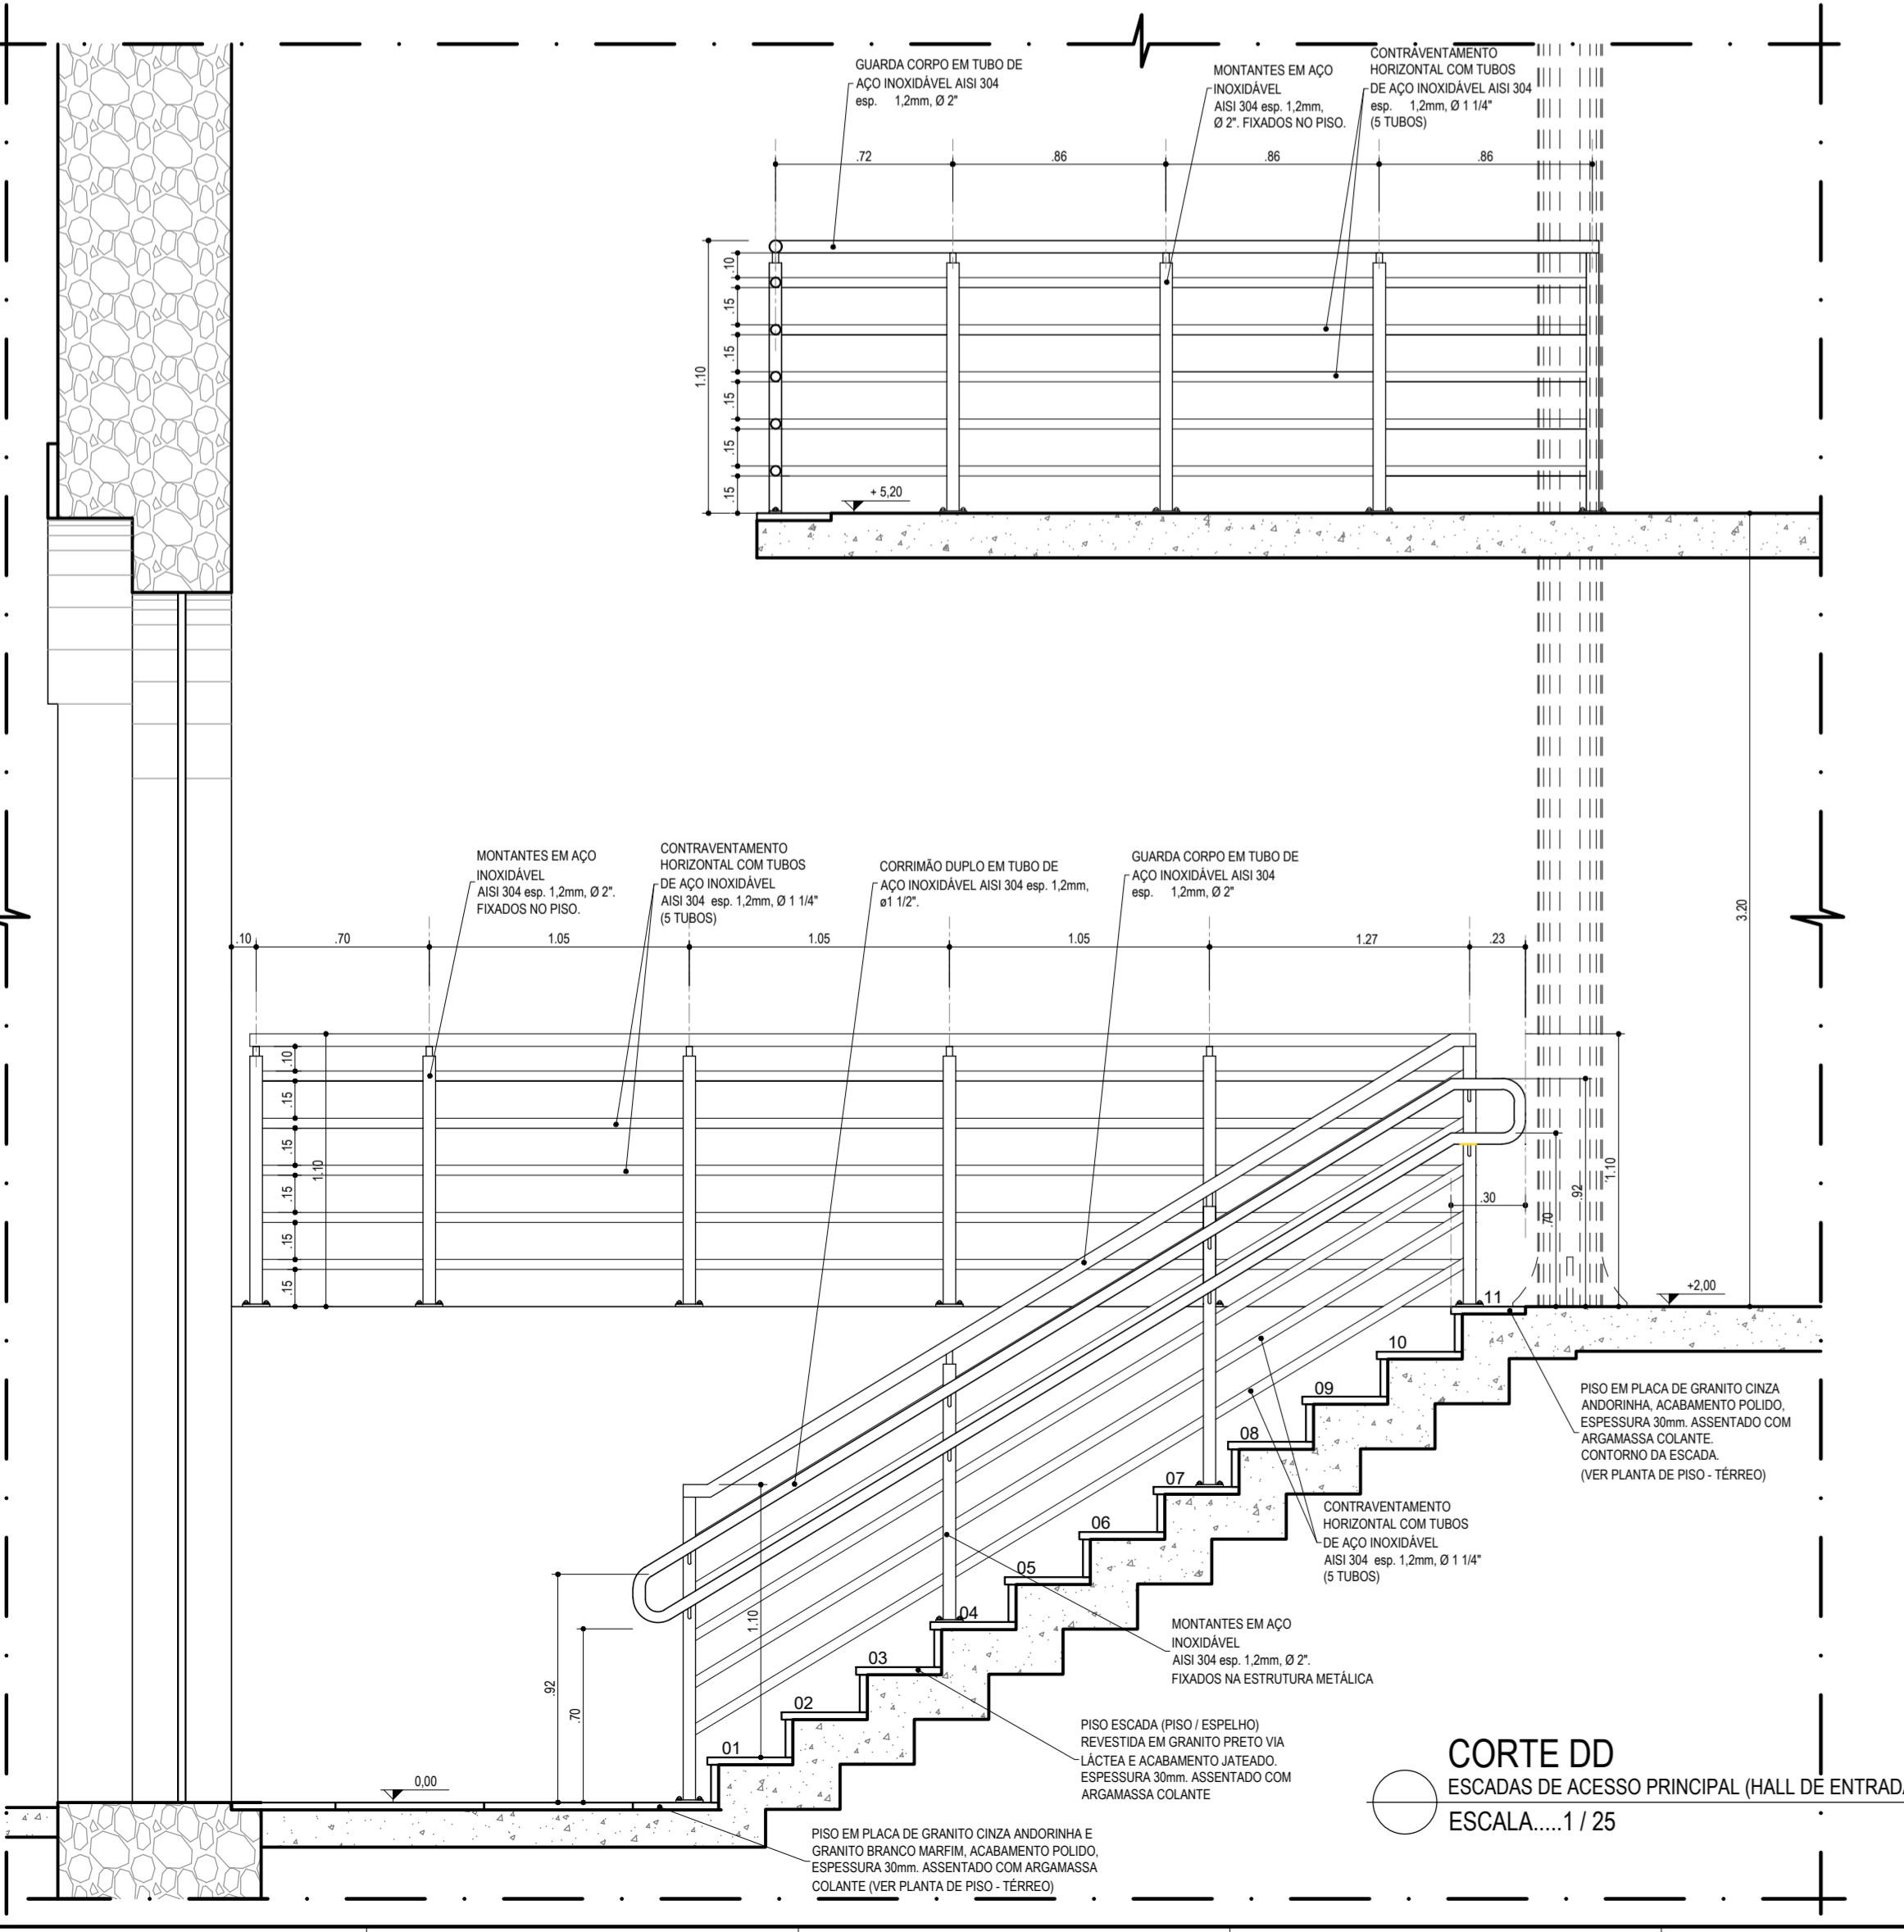 GUARDA CORPO EM TUBO DE
AÇO INOXIDÁVEL AISI 304
esp. 1,2mm, Ø 2"
MONTANTES EM AÇO
INOXIDÁVEL
AISI 304 esp. 1,2mm,
Ø 2". FIXADOS NO PISO.
CONTRAVENTAMENTO
HORIZONTAL COM TUBOS
DE AÇO INOXIDÁVEL AISI 304
esp. 1,2mm, Ø 1 1/4"
(5 TUBOS)
.72
.86
.86
.86
1.10
.10
.15
.15
.15
.15
.15
+ 5,20
3.20
MONTANTES EM AÇO
INOXIDÁVEL
AISI 304 esp. 1,2mm, Ø 2".
FIXADOS NO PISO.
CONTRAVENTAMENTO
HORIZONTAL COM TUBOS
DE AÇO INOXIDÁVEL
AISI 304 esp. 1,2mm, Ø 1 1/4"
(5 TUBOS)
CORRIMÃO DUPLO EM TUBO DE
AÇO INOXIDÁVEL AISI 304 esp. 1,2mm,
ø1 1/2".
GUARDA CORPO EM TUBO DE
AÇO INOXIDÁVEL AISI 304
esp. 1,2mm, Ø 2"
.10
.70
1.05
1.05
1.05
1.27
.23
.10
.15
.15
.15
.15
.15
1.10
.30
.70
.92
1.10
+2,00
11
10
09
08
07
06
05
04
03
02
01
PISO EM PLACA DE GRANITO CINZA
ANDORINHA, ACABAMENTO POLIDO,
ESPESSURA 30mm. ASSENTADO COM
ARGAMASSA COLANTE.
CONTORNO DA ESCADA.
(VER PLANTA DE PISO - TÉRREO)
CONTRAVENTAMENTO
HORIZONTAL COM TUBOS
DE AÇO INOXIDÁVEL
AISI 304 esp. 1,2mm, Ø 1 1/4"
(5 TUBOS)
MONTANTES EM AÇO
INOXIDÁVEL
AISI 304 esp. 1,2mm, Ø 2".
FIXADOS NA ESTRUTURA METÁLICA
.92
.70
1.10
0,00
PISO ESCADA (PISO / ESPELHO)
REVESTIDA EM GRANITO PRETO VIA
LÁCTEA E ACABAMENTO JATEADO.
ESPESSURA 30mm. ASSENTADO COM
ARGAMASSA COLANTE
PISO EM PLACA DE GRANITO CINZA ANDORINHA E
GRANITO BRANCO MARFIM, ACABAMENTO POLIDO,
ESPESSURA 30mm. ASSENTADO COM ARGAMASSA
COLANTE (VER PLANTA DE PISO - TÉRREO)
CORTE DD
ESCADAS DE ACESSO PRINCIPAL (HALL DE ENTRADA
ESCALA.....1 / 25